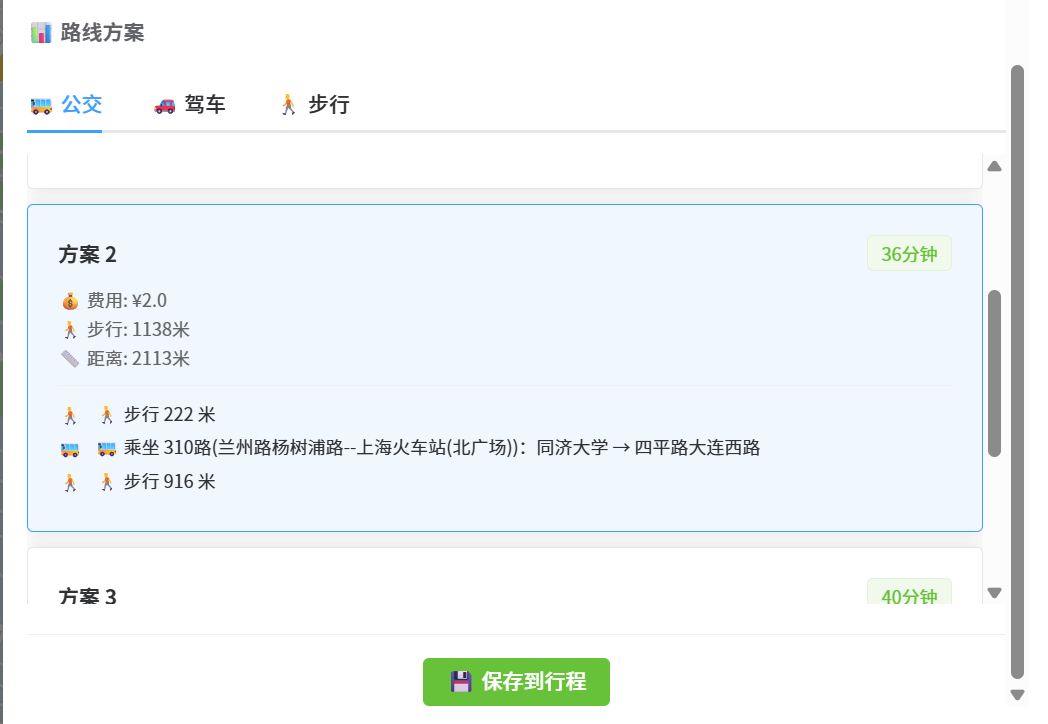 路线方案
公交 驾车 步行
方案 2 36分钟
费用: ¥2.0
步行: 1138米
距离: 2113米
步行 222 米
乘坐 310路(兰州路杨树浦路--上海火车站(北广场))：同济大学 → 四平路大连西路
步行 916 米
方案 3 40分钟
保存到行程